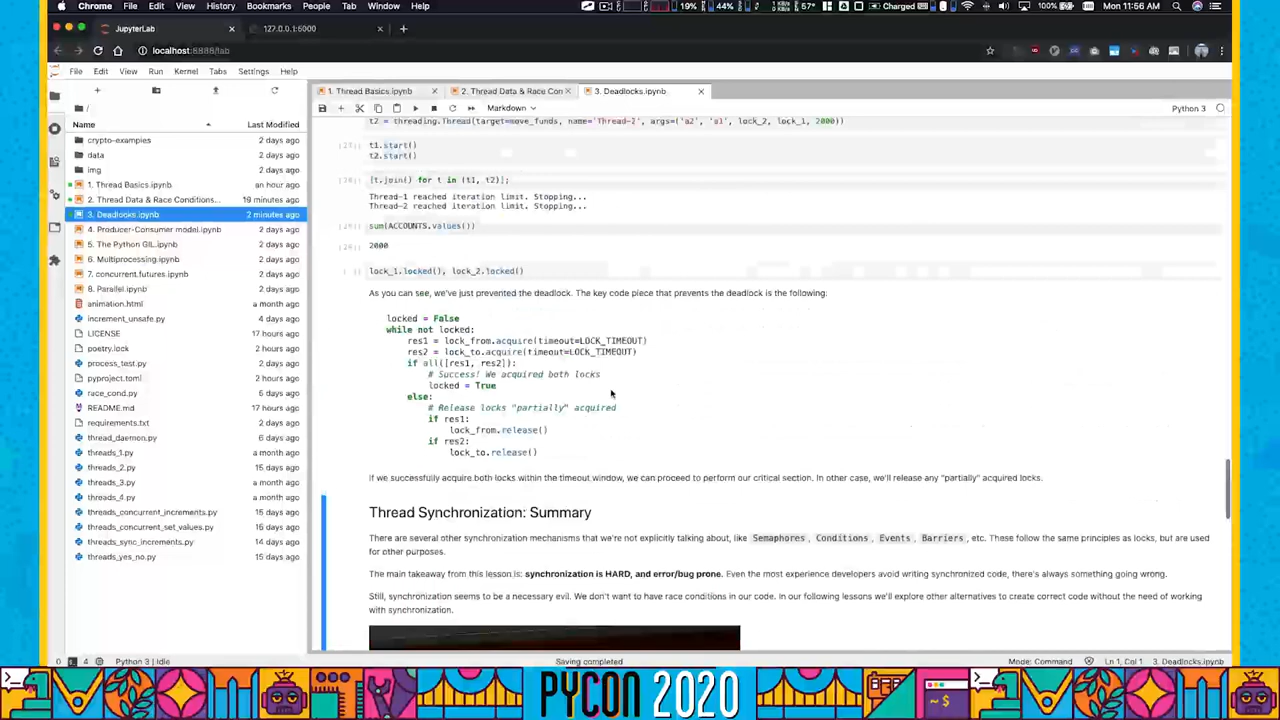 Chrome File Edit View History Bookmarks People Tab Window Help
19% 44% Charged 100% Mon 11:56 AM
JupyterLab
127.0.0.1:5000
localhost:8888/lab
File Edit View Run Kernel Tabs Settings Help
1. Thread Basics.ipynb
2. Thread Data & Race Con
3. Deadlocks.ipynb
Markdown
Python 3
/
Name Last Modified
crypto-examples 2 days ago
data 2 days ago
img 2 days ago
1. Thread Basics.ipynb an hour ago
2. Thread Data & Race Conditions... 19 minutes ago
3. Deadlocks.ipynb 2 minutes ago
4. Producer-Consumer model.ipynb 2 days ago
5. The Python GIL.ipynb 2 days ago
6. Multiprocessing.ipynb 2 days ago
7. concurrent.futures.ipynb 2 days ago
8. Parallel.ipynb 2 days ago
animation.html a month ago
increment_unsafe.py 4 days ago
LICENSE 17 hours ago
poetry.lock 2 hours ago
process_test.py 2 days ago
pyproject.toml 2 hours ago
race_cond.py 5 days ago
README.md 17 hours ago
requirements.txt 2 days ago
thread_daemon.py 6 days ago
threads_1.py a month ago
threads_2.py 15 days ago
threads_3.py a month ago
threads_4.py a month ago
threads_concurrent_increments.py 15 days ago
threads_concurrent_set_values.py 15 days ago
threads_sync_increments.py 14 days ago
threads_yes_no.py 15 days ago
t2 = threading.Thread(target=move_funds, name='Thread-2', args=('a2', 'a1', lock_2, lock_1, 2000))
t1.start()
t2.start()
[t.join() for t in (t1, t2)];
Thread-1 reached iteration limit. Stopping...
Thread-2 reached iteration limit. Stopping...
sum(ACCOUNTS.values())
2000
[ ]: lock_1.locked(), lock_2.locked()
As you can see, we've just prevented the deadlock. The key code piece that prevents the deadlock is the following:
locked = False
while not locked:
res1 = lock_from.acquire(timeout=LOCK_TIMEOUT)
res2 = lock_to.acquire(timeout=LOCK_TIMEOUT)
if all([res1, res2]):
# Success! We acquired both locks
locked = True
else:
# Release locks "partially" acquired
if res1:
lock_from.release()
if res2:
lock_to.release()
If we successfully acquire both locks within the timeout window, we can proceed to perform our critical section. In other case, we'll release any "partially" acquired locks.
Thread Synchronization: Summary
There are several other synchronization mechanisms that we're not explicitly talking about, like Semaphores, Conditions, Events, Barriers, etc. These follow the same principles as locks, but are used
for other purposes.
The main takeaway from this lesson is: synchronization is HARD, and error/bug prone. Even the most experience developers avoid writing synchronized code, there's always something going wrong.
Still, synchronization seems to be a necessary evil. We don't want to have race conditions in our code. In our following lessons we'll explore other alternatives to create correct code without the need of working
with synchronization.
0 4 Python 3 | Idle
Saving completed
Mode: Command
Ln 1, Col 1
3. Deadlocks.ipynb
PYCON 2020
~ $